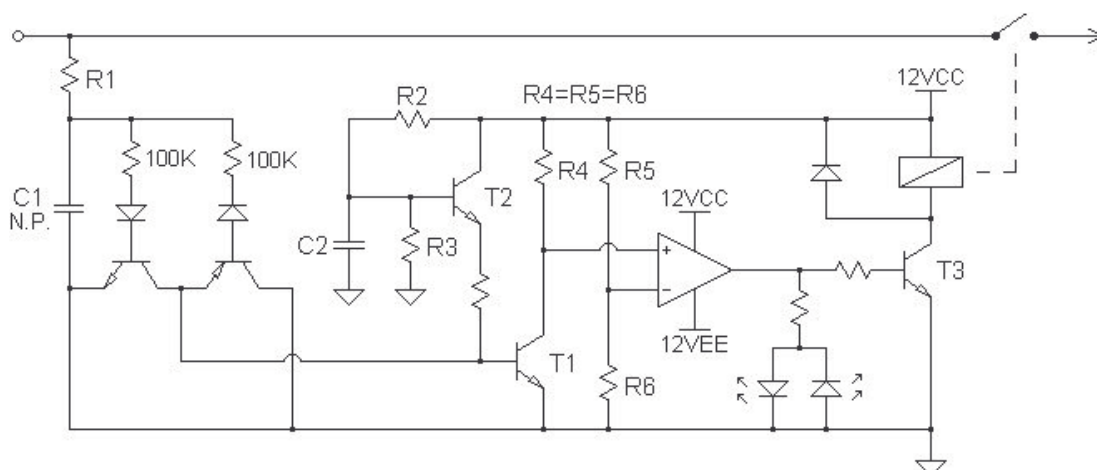 R1
R2
R4=R5=R6
12VCC
100K
100K
R4
R5
C1
N.P.
T2
12VCC
C2
R3
+
−
T3
12VEE
T1
R6